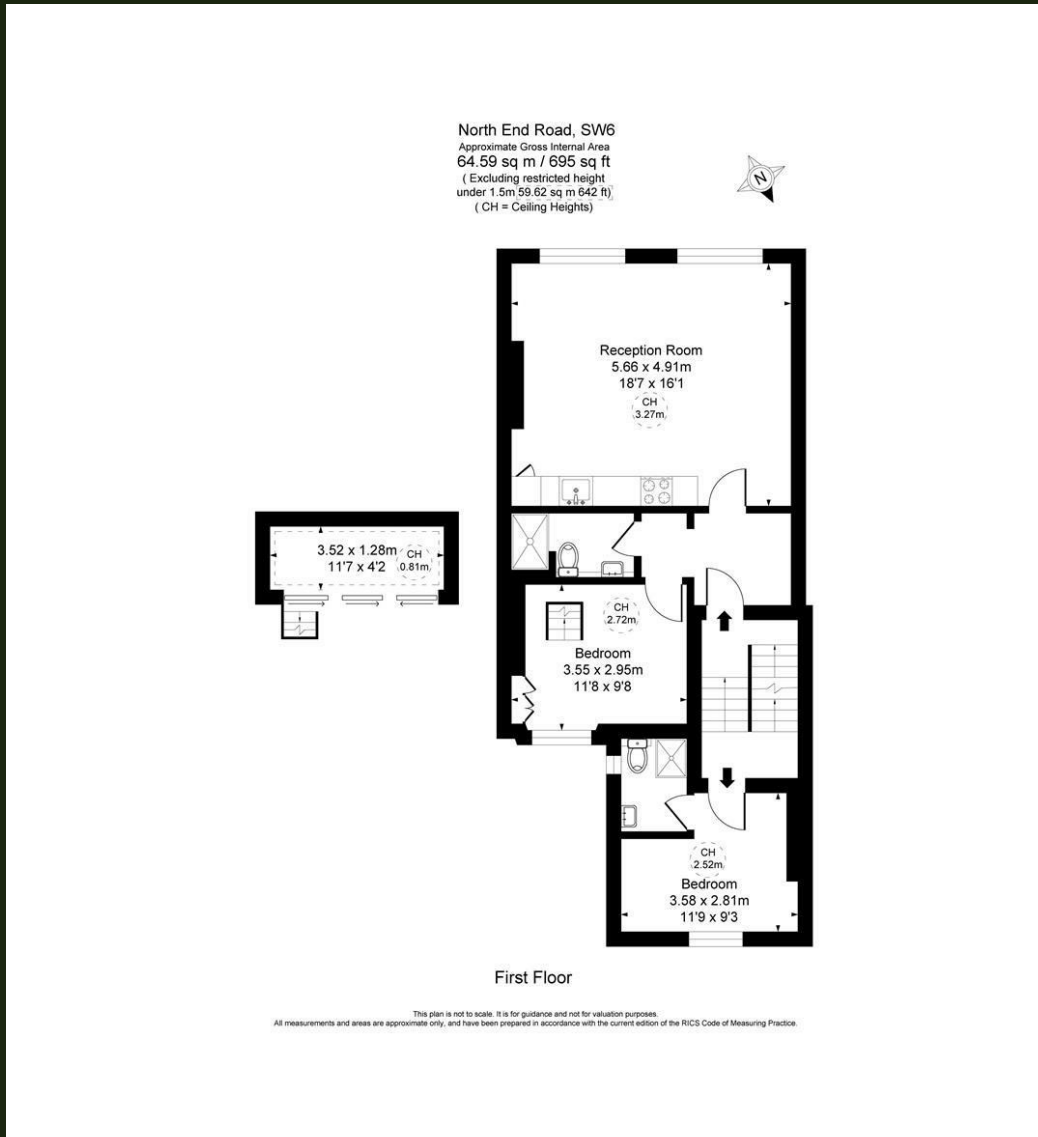 North End Road, SW6
Approximate Gross Internal Area
64.59 sq m / 695 sq ft
( Excluding restricted height
under 1.5m 59.62 sq m 642 ft)
( CH = Ceiling Heights)
N
Reception Room
5.66 x 4.91m
18'7 x 16'1
CH
3.27m
3.52 x 1.28m
11'7 x 4'2
CH
0.81m
CH
2.72m
Bedroom
3.55 x 2.95m
11'8 x 9'8
CH
2.52m
Bedroom
3.58 x 2.81m
11'9 x 9'3
First Floor
This plan is not to scale. It is for guidance and not for valuation purposes.
All measurements and areas are approximate only, and have been prepared in accordance with the current edition of the RICS Code of Measuring Practice.